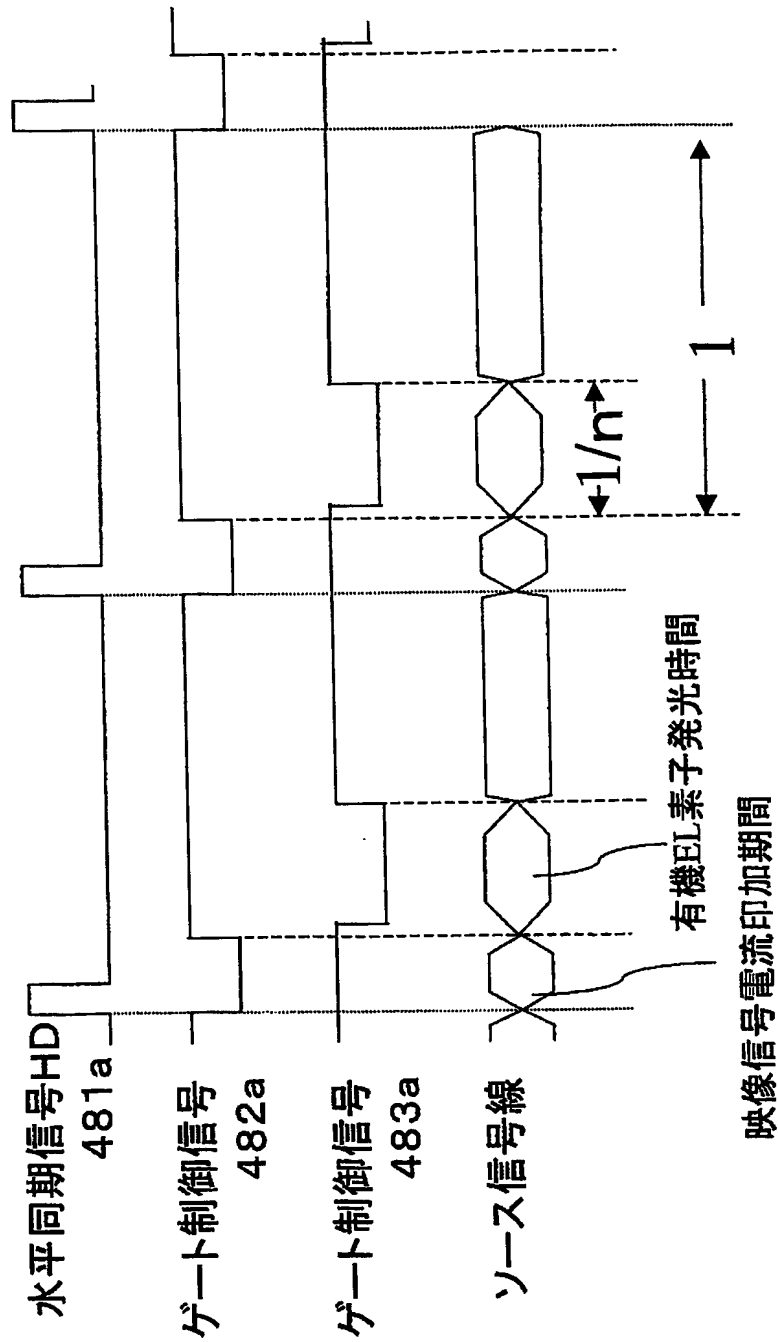 水平同期信号HD
481a
ゲート制御信号
482a
ゲート制御信号
483a
ソース信号線
1/n
1
有機EL素子発光時間
映像信号電流印加期間